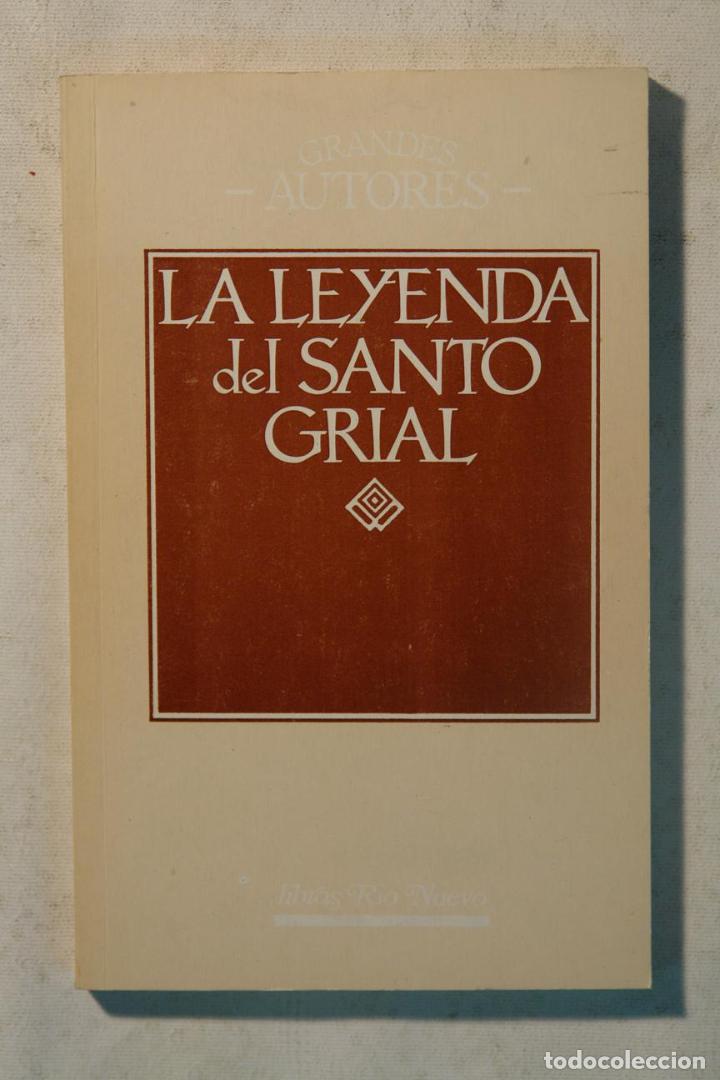 GRANDES
- AUTORES -
LA LEYENDA
del SANTO
GRIAL
libros Río Nuevo
todocoleccion